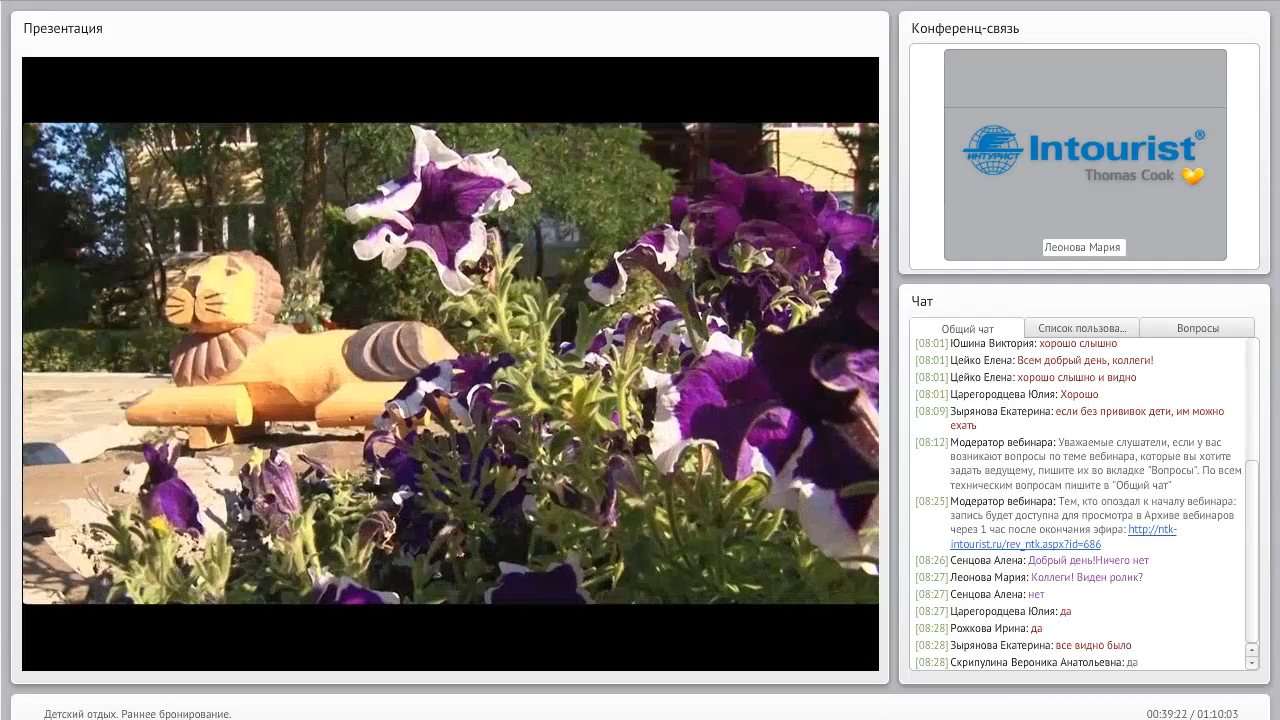 Презентация
Конференц-связь
ИНТУРИСТ
Intourist®
Thomas Cook
Леонова Мария
Чат
Общий чат
Список пользова...
Вопросы
[08:01] Юшина Виктория: хорошо слышно
[08:01] Цейко Елена: Всем добрый день, коллеги!
[08:01] Цейко Елена: хорошо слышно и видно
[08:01] Царегородцева Юлия: Хорошо
[08:09] Зырянова Екатерина: если без прививок дети, им можно
ехать
[08:12] Модератор вебинара: Уважаемые слушатели, если у вас
возникают вопросы по теме вебинара, которые вы хотите
задать ведущему, пишите их во вкладке "Вопросы". По всем
техническим вопросам пишите в "Общий чат"
[08:25] Модератор вебинара: Тем, кто опоздал к началу вебинара:
запись будет доступна для просмотра в Архиве вебинаров
через 1 час после окончания эфира: http://ntk-
intourist.ru/rev_ntk.aspx?id=686
[08:26] Сенцова Алена: Добрый день!Ничего нет
[08:27] Леонова Мария: Коллеги! Виден ролик?
[08:27] Сенцова Алена: нет
[08:27] Царегородцева Юлия: да
[08:28] Рожкова Ирина: да
[08:28] Зырянова Екатерина: все видно было
[08:28] Скрипулина Вероника Анатольевна: да
Детский отдых. Раннее бронирование.
00:39:22 / 01:10:03